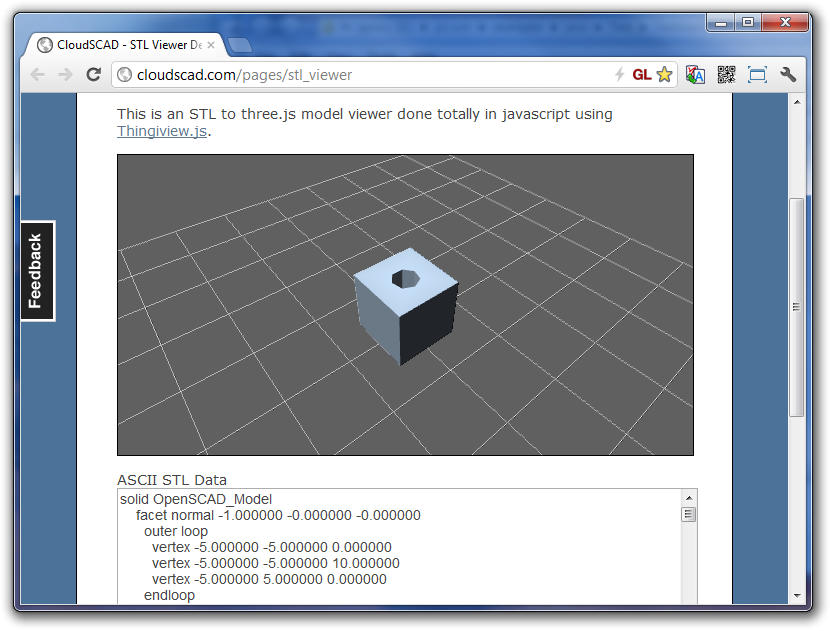 CloudSCAD - STL Viewer De
cloudscad.com/pages/stl_viewer
GL
This is an STL to three.js model viewer done totally in javascript using
Thingiview.js.
Feedback
ASCII STL Data
solid OpenSCAD_Model
facet normal -1.000000 -0.000000 -0.000000
outer loop
vertex -5.000000 -5.000000 0.000000
vertex -5.000000 -5.000000 10.000000
vertex -5.000000 5.000000 0.000000
endloop